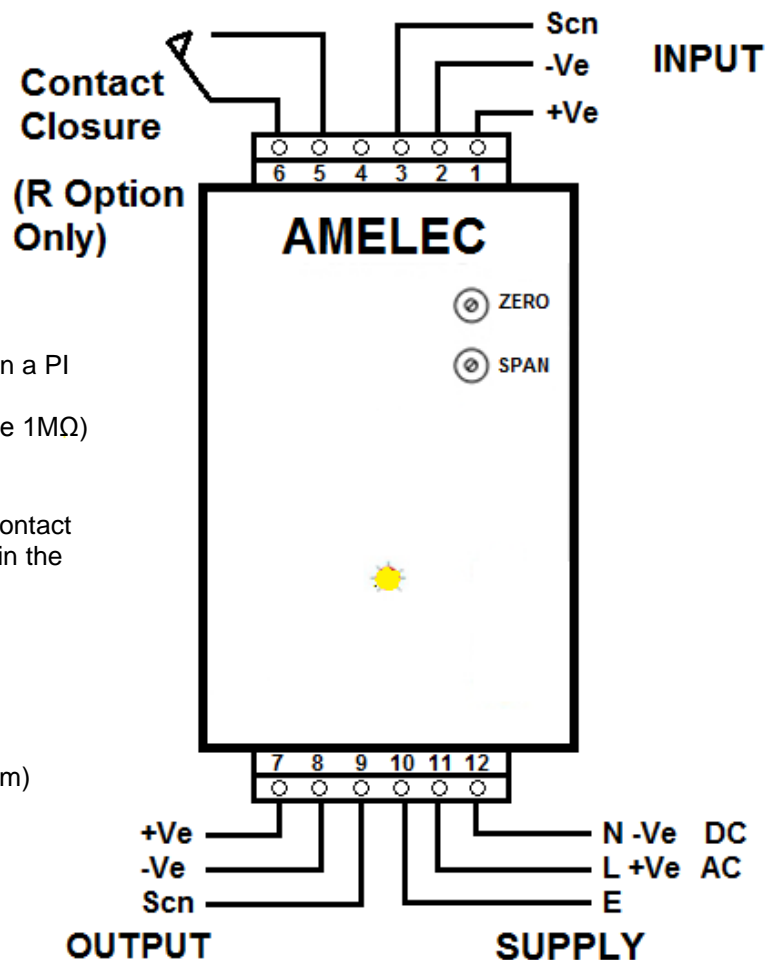 Scn
-Ve
INPUT
+Ve
Contact
Closure
(R Option
Only)
6 5 4 3 2 1
AMELEC
ZERO
SPAN
n a PI
e 1MΩ)
ontact
in the
m)
7 8 9 10 11 12
+Ve
-Ve
Scn
OUTPUT
N -Ve DC
L +Ve AC
E
SUPPLY